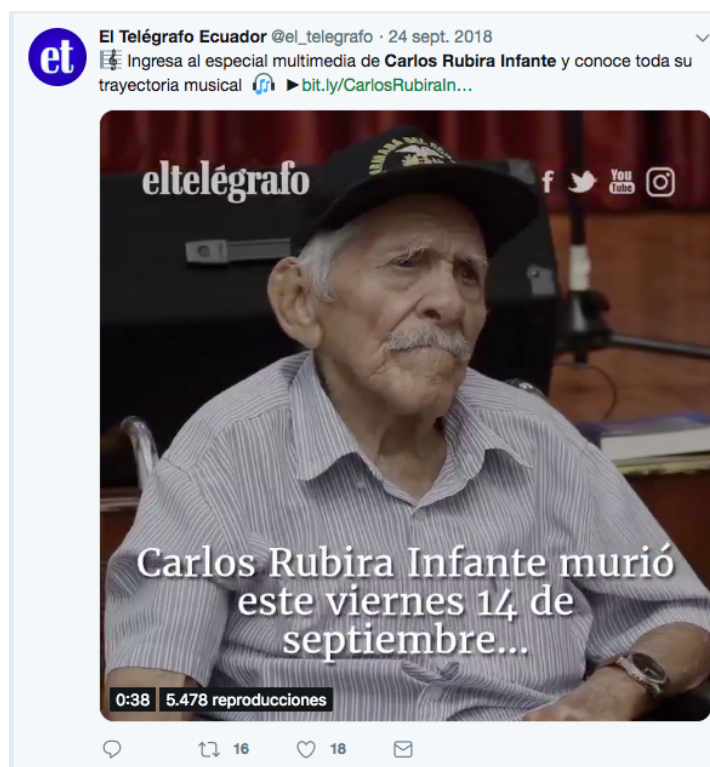 et
El Telégrafo Ecuador @el_telegrafo · 24 sept. 2018
Ingresa al especial multimedia de Carlos Rubira Infante y conoce toda su
trayectoria musical ►bit.ly/CarlosRubiraIn…
eltelégrafo
f You Tube
Carlos Rubira Infante murió
este viernes 14 de
septiembre...
0:38 5.478 reproducciones
16 18